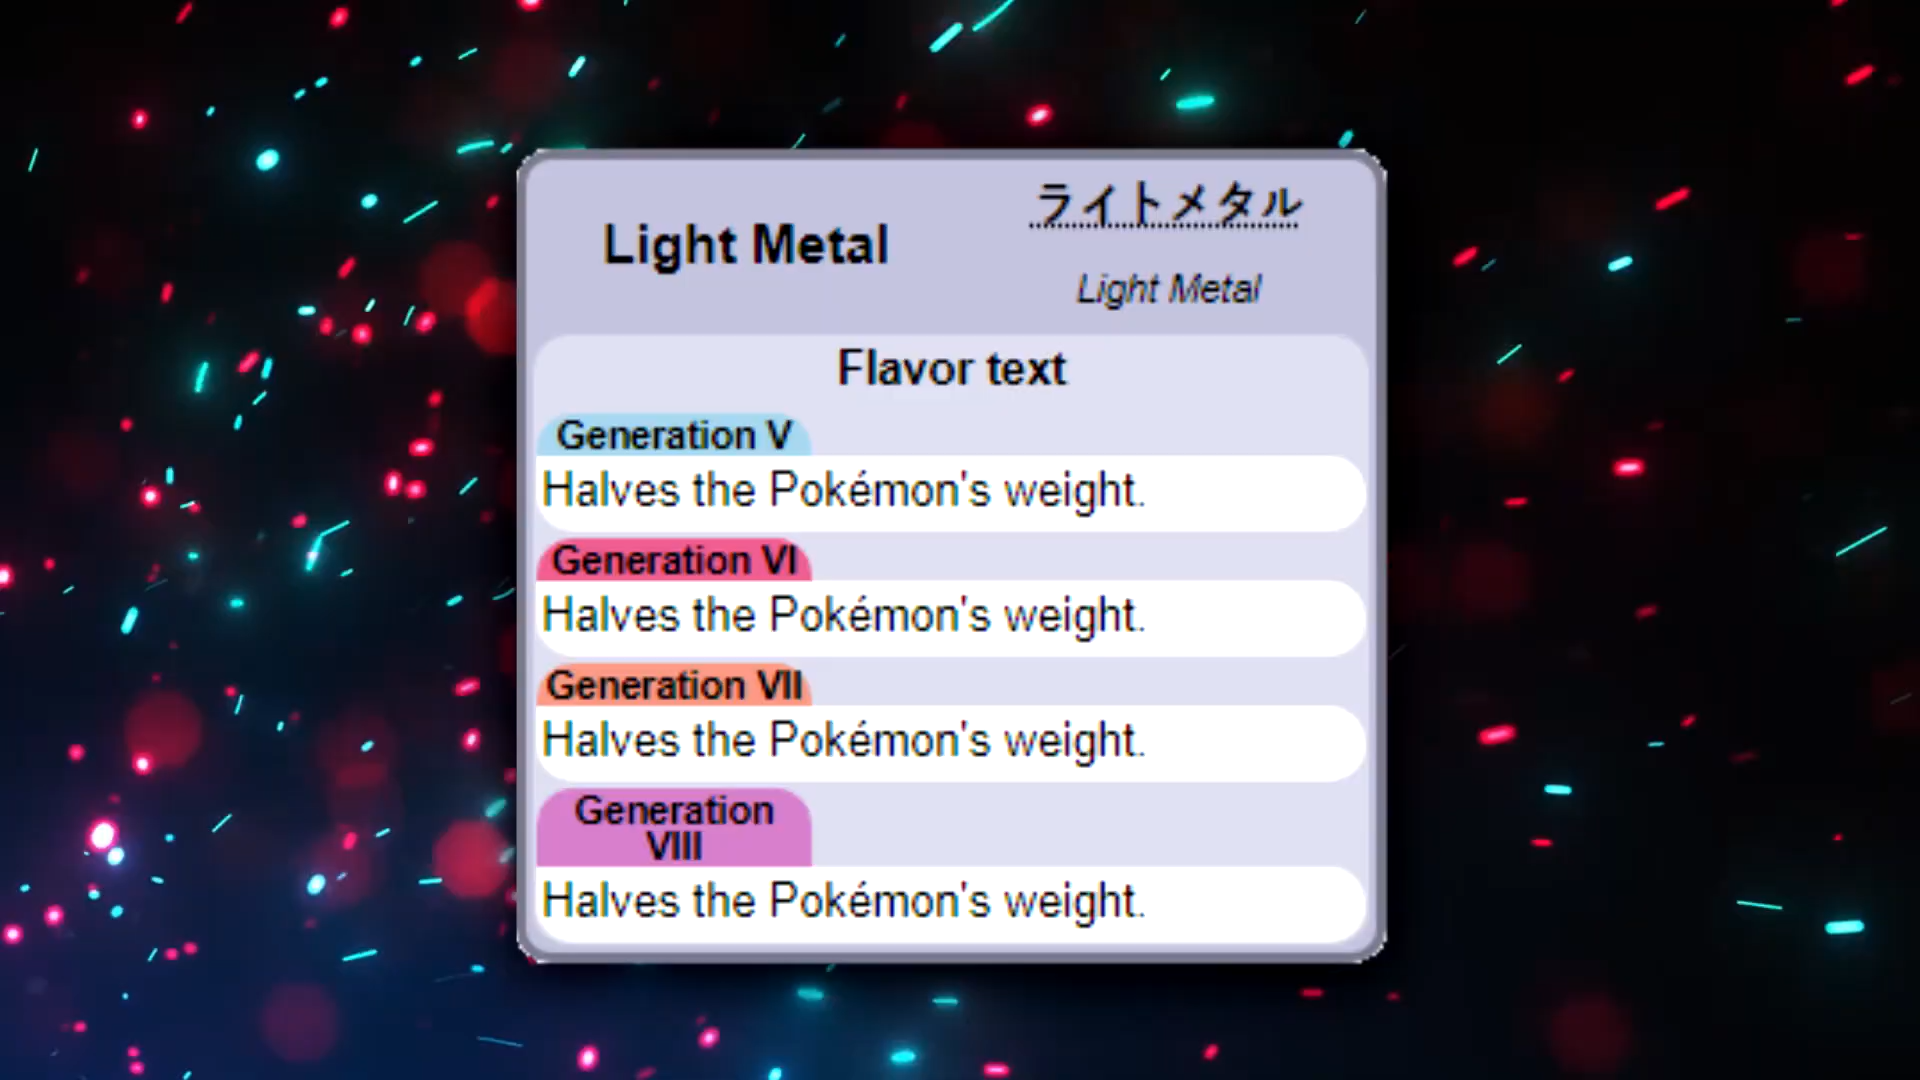 Light Metal
ライトメタル
Light Metal
Flavor text
Generation V
Halves the Pokémon's weight.
Generation VI
Halves the Pokémon's weight.
Generation VII
Halves the Pokémon's weight.
Generation
VIII
Halves the Pokémon's weight.